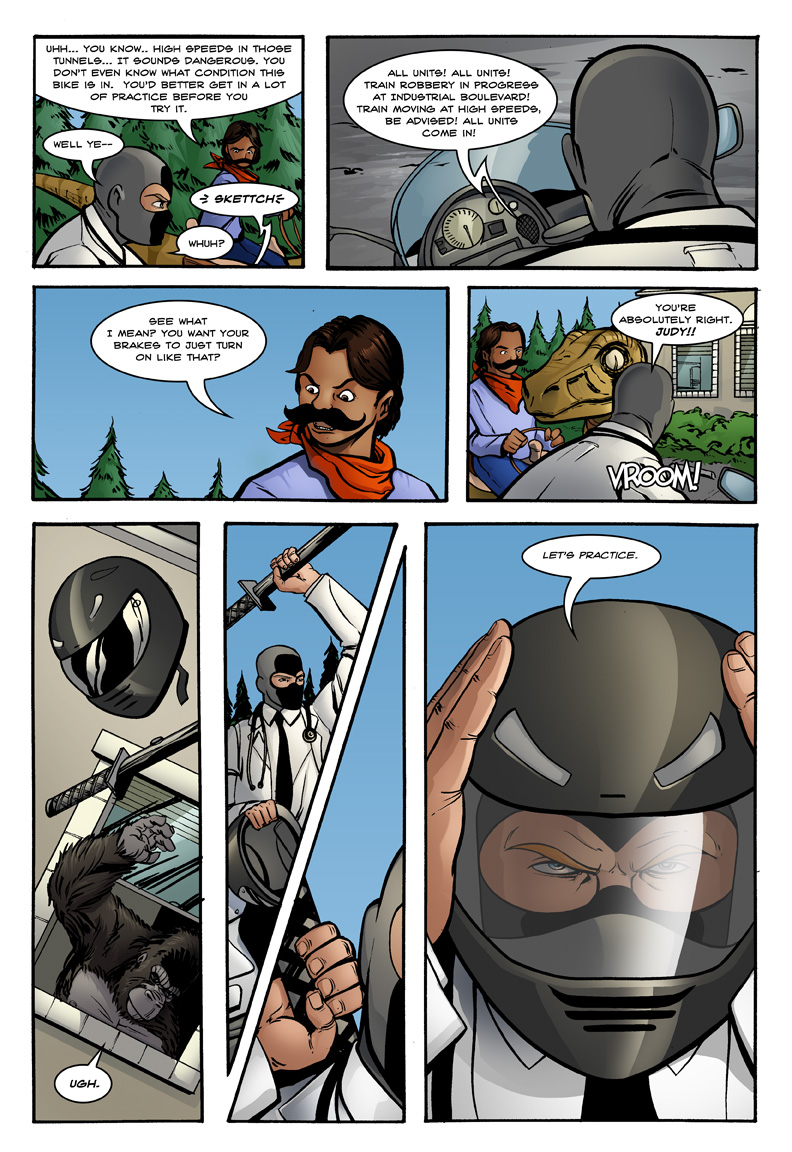 UHH... YOU KNOW.. HIGH SPEEDS IN THOSE
TUNNELS... IT SOUNDS DANGEROUS. YOU
DON'T EVEN KNOW WHAT CONDITION THIS
BIKE IS IN. YOU'D BETTER GET IN A LOT
OF PRACTICE BEFORE YOU
TRY IT.
WELL YE--
SKETTCH
WHUH?
ALL UNITS! ALL UNITS!
TRAIN ROBBERY IN PROGRESS
AT INDUSTRIAL BOULEVARD!
TRAIN MOVING AT HIGH SPEEDS,
BE ADVISED! ALL UNITS
COME IN!
SEE WHAT
I MEAN? YOU WANT YOUR
BRAKES TO JUST TURN
ON LIKE THAT?
YOU'RE
ABSOLUTELY RIGHT.
JUDY!!
VROOM!
UGH.
LET'S PRACTICE.